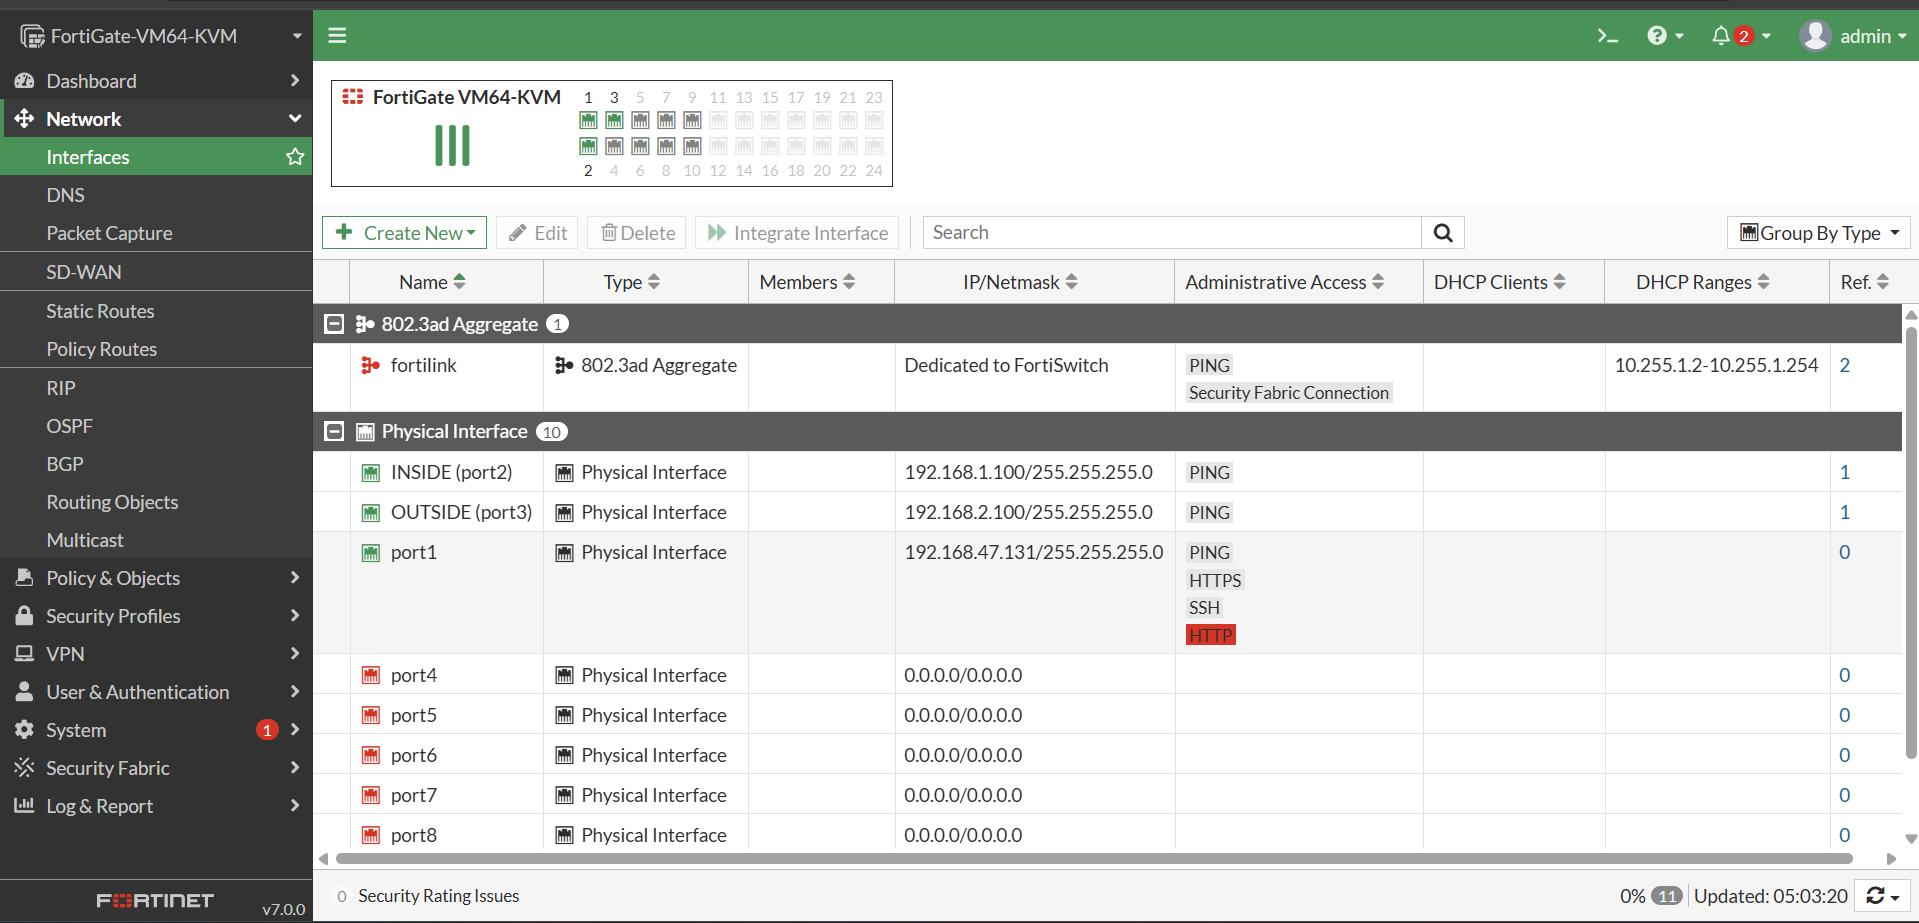 FortiGate-VM64-KVM
2
admin
Dashboard
Network
Interfaces
DNS
Packet Capture
SD-WAN
Static Routes
Policy Routes
RIP
OSPF
BGP
Routing Objects
Multicast
Policy & Objects
Security Profiles
VPN
User & Authentication
System 1
Security Fabric
Log & Report
FORTINET v7.0.0
FortiGate VM64-KVM
1 3 5 7 9 11 13 15 17 19 21 23
2 4 6 8 10 12 14 16 18 20 22 24
Create New Edit Delete Integrate Interface Search Group By Type
Name Type Members IP/Netmask Administrative Access DHCP Clients DHCP Ranges Ref.
802.3ad Aggregate 1
fortilink 802.3ad Aggregate Dedicated to FortiSwitch PING 10.255.1.2-10.255.1.254 2
Security Fabric Connection
Physical Interface 10
INSIDE (port2) Physical Interface 192.168.1.100/255.255.255.0 PING 1
OUTSIDE (port3) Physical Interface 192.168.2.100/255.255.255.0 PING 1
port1 Physical Interface 192.168.47.131/255.255.255.0 PING 0
HTTPS
SSH
HTTP
port4 Physical Interface 0.0.0.0/0.0.0.0 0
port5 Physical Interface 0.0.0.0/0.0.0.0 0
port6 Physical Interface 0.0.0.0/0.0.0.0 0
port7 Physical Interface 0.0.0.0/0.0.0.0 0
port8 Physical Interface 0.0.0.0/0.0.0.0 0
0 Security Rating Issues 0% 11 Updated: 05:03:20